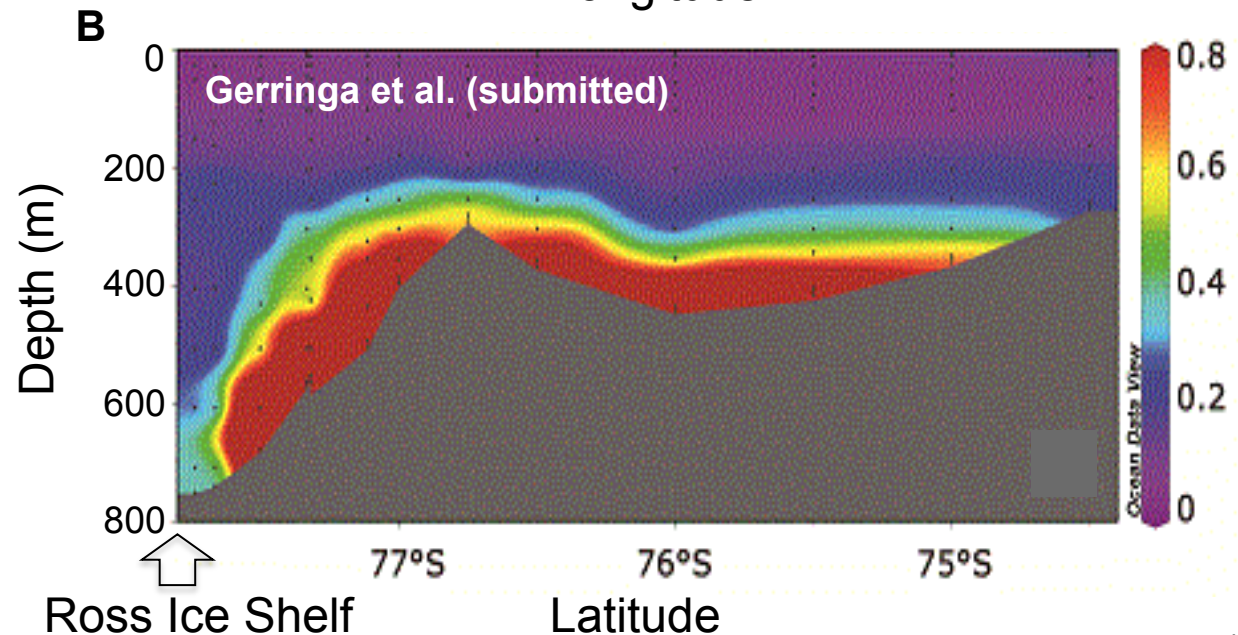 B
0
200
400
600
800
Depth (m)
Gerringa et al. (submitted)
0.8
0.6
0.4
0.2
0
Ocean Data View
77°S 76°S 75°S
Ross Ice Shelf
Latitude